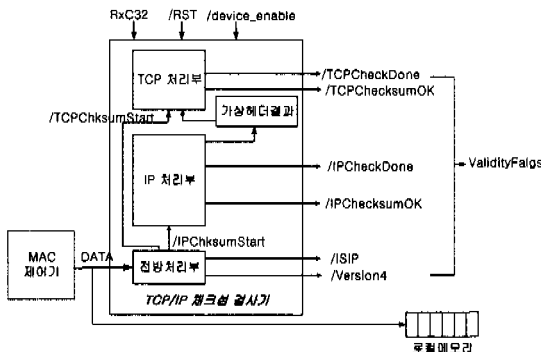 RxC32 /RST /device_enable
TCP 처리부
/TCPCheckDone
/TCPChecksumOK
/TCPChksumStart
가상헤더결과
IP 처리부
/IPCheckDone
ValidityFalgs
/IPChecksumOK
/IPChksumStart
MAC
제어기
DATA
전방처리부
/ISIP
/Version4
TCP/IP 체크섬 검사기
로컬메모리